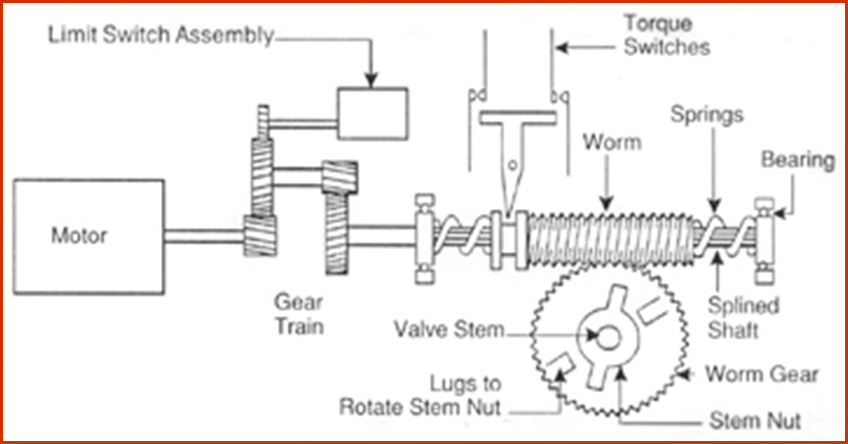 Limit Switch Assembly
Torque
Switches
Springs
Worm
Bearing
Motor
Gear
Train
Splined
Shaft
Valve Stem
Worm Gear
Lugs to
Rotate Stem Nut
Stem Nut